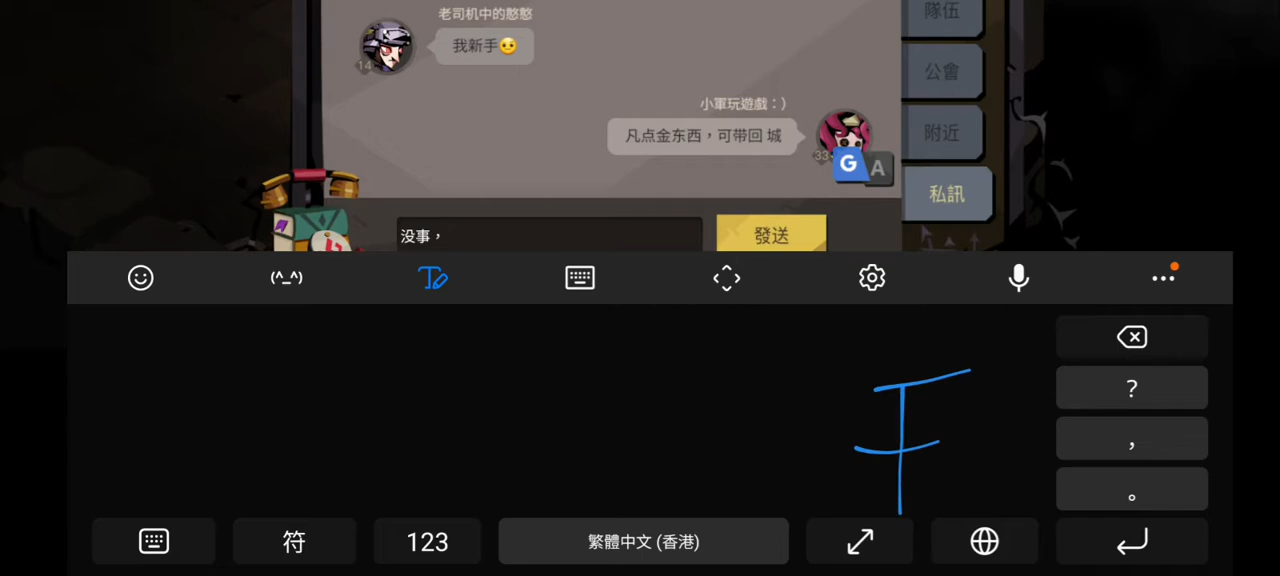 老司机中的憨憨
我新手😟
14
小軍玩遊戲：）
凡点金东西，可带回 城
33
G A
隊伍
公會
附近
私訊
没事，
發送
(^_^)
?
，
。
符
123
繁體中文 (香港)